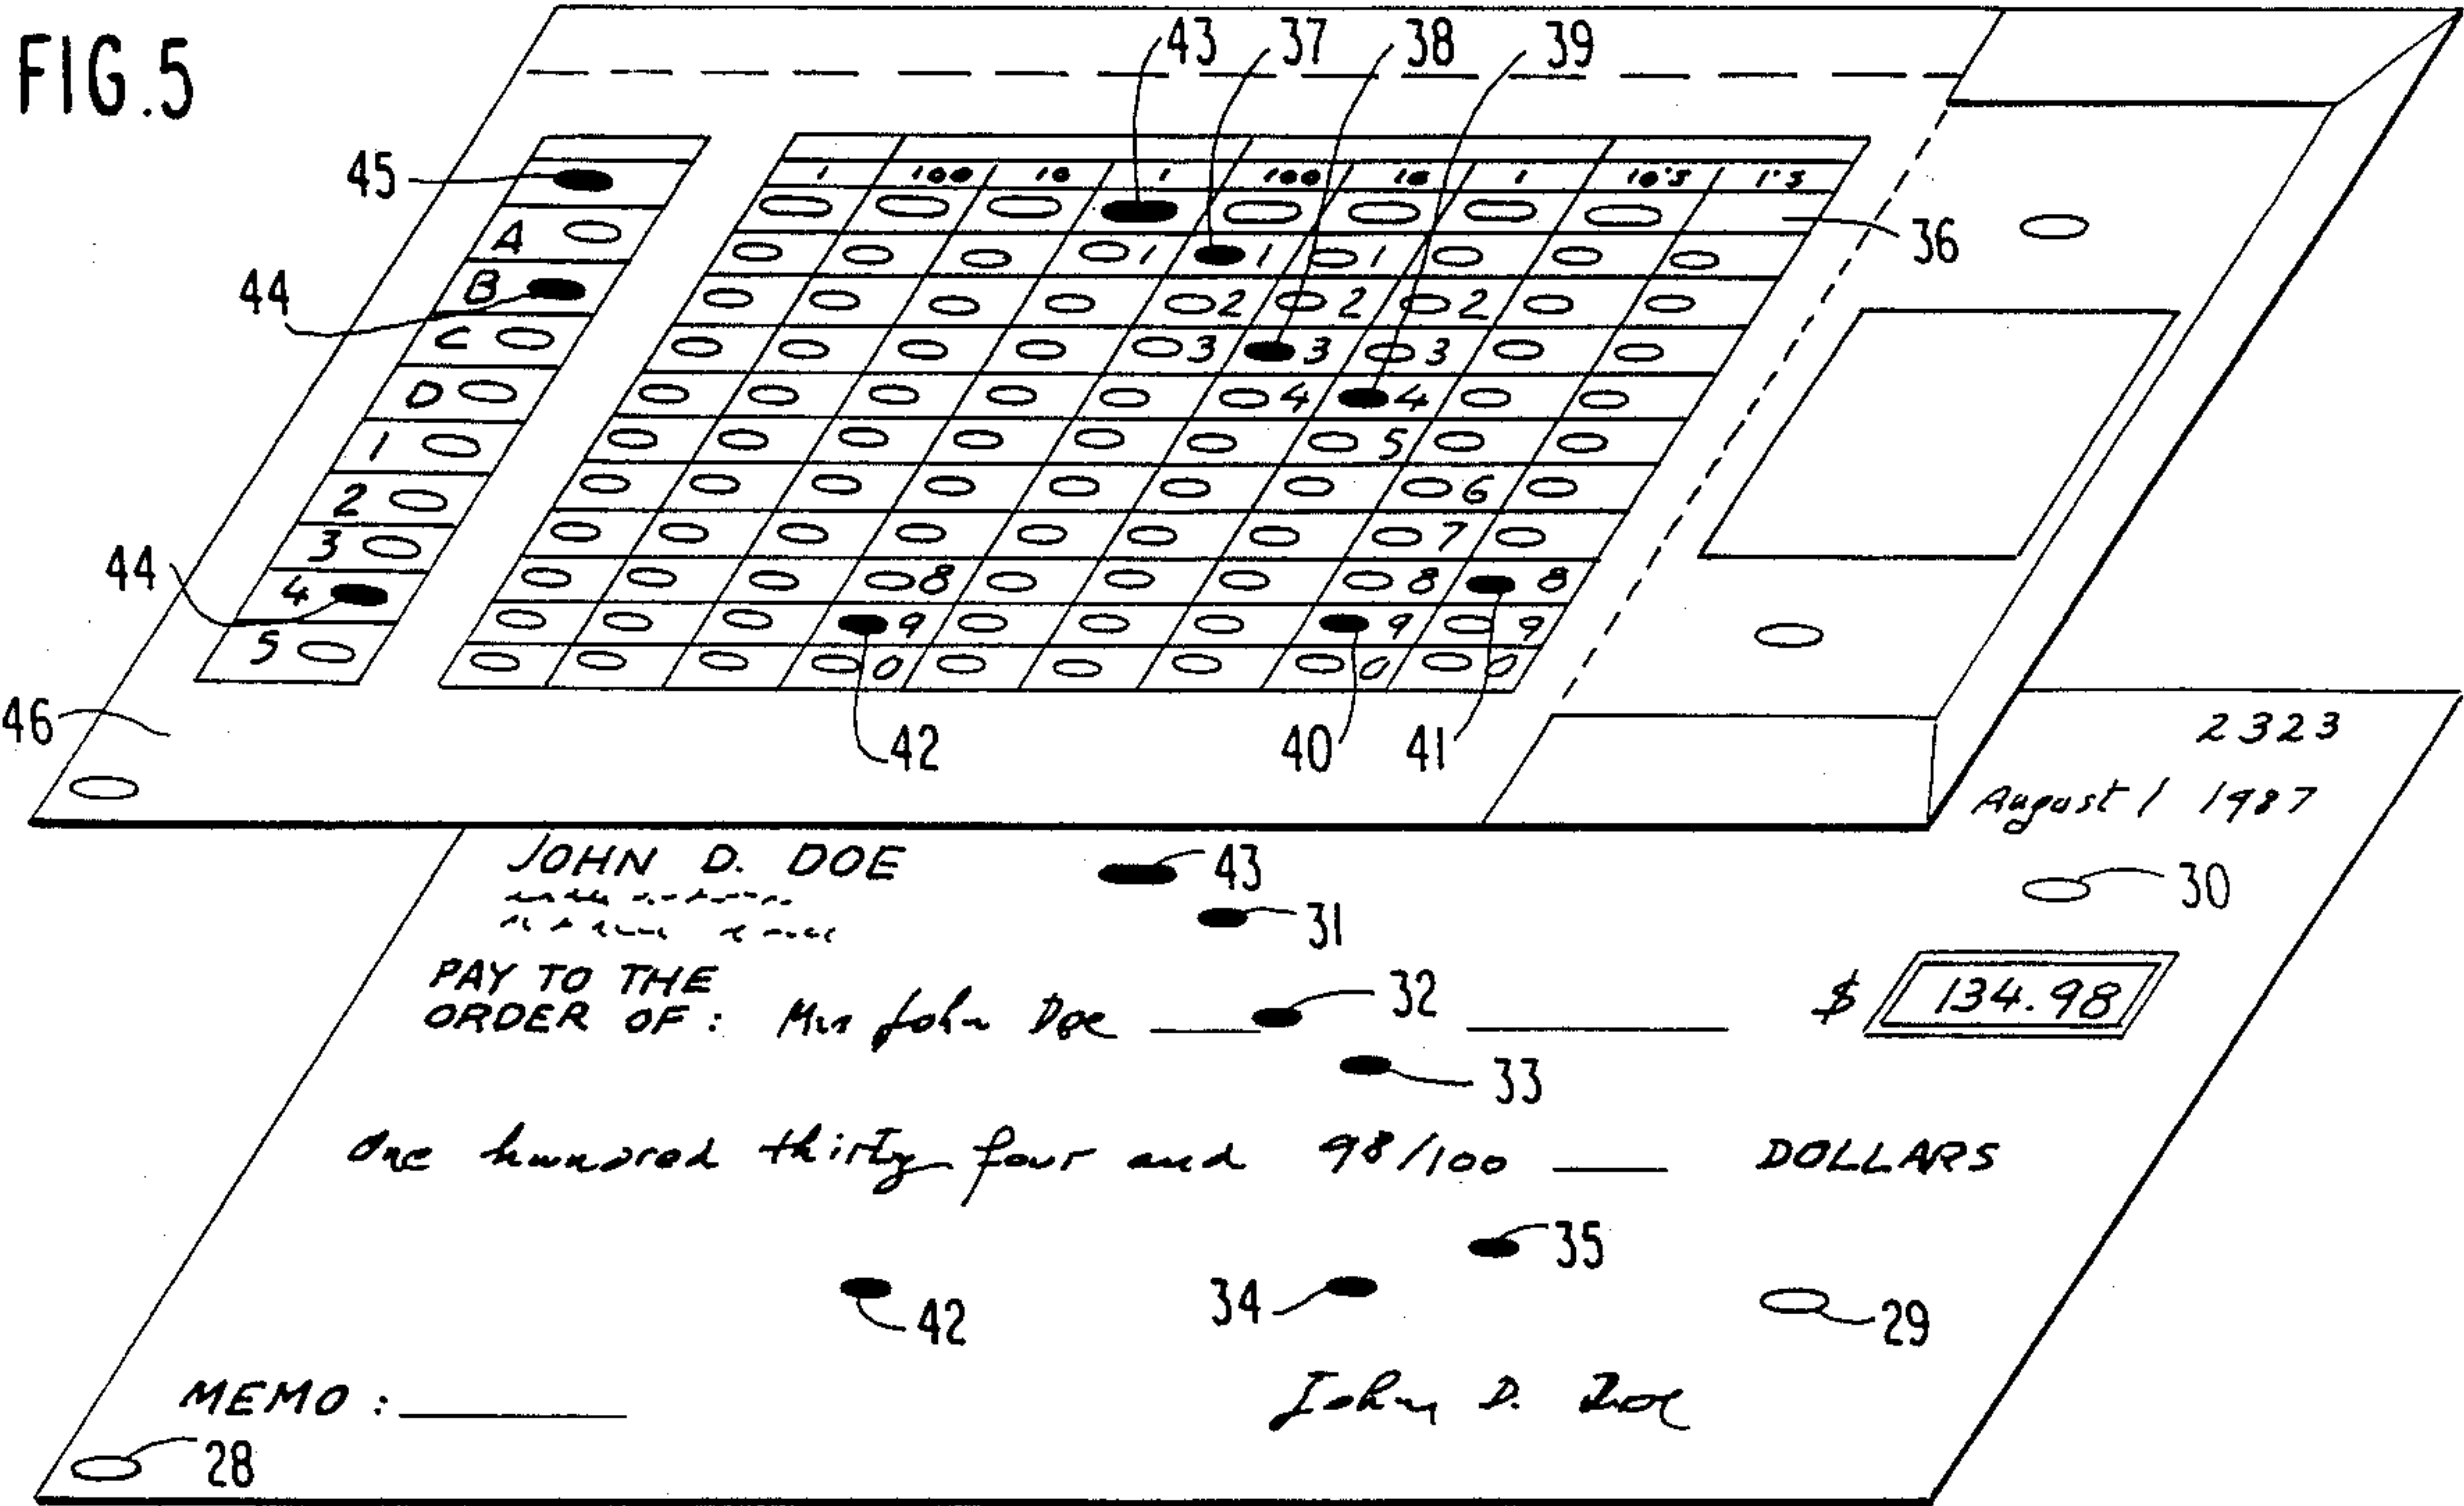 FIG.5
43 37 38 39
45
1 100 10 1 100 10 1 10's 1's
36
A
1 1 1
44
B
2 2 2
C
3 3 3
D
4 4
1
5
2
6
3
7
44
4
8 8 8
5
9 9 9
0 0 0
46
42 40 41
2323
August 1 1987
JOHN D. DOE
43
30
31
PAY TO THE
32
$ 134.98
ORDER OF: Mrs John Doe
33
One hundred thirty four and 98/100 DOLLARS
35
42 34 29
MEMO:
John D. Doe
28